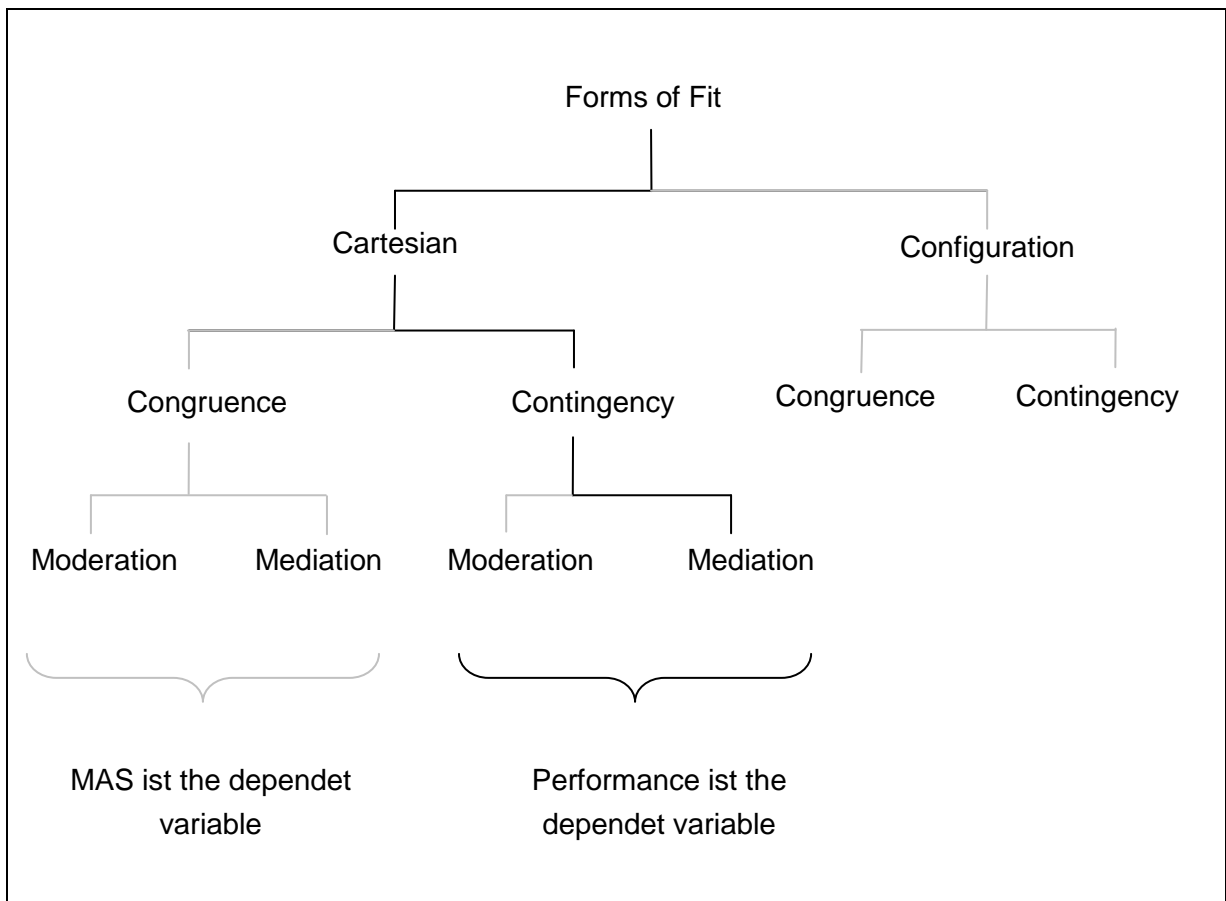 Forms of Fit
Cartesian
Configuration
Congruence
Contingency
Congruence
Contingency
Moderation
Mediation
Moderation
Mediation
MAS ist the dependet
variable
Performance ist the
dependet variable